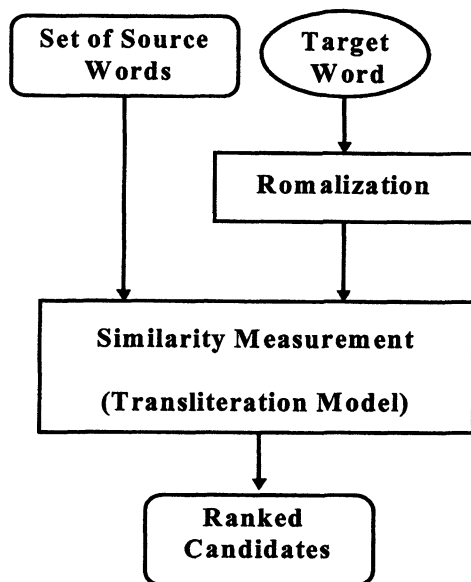 Set of Source
Words
Target
Word
Romalization
Similarity Measurement
(Transliteration Model)
Ranked
Candidates